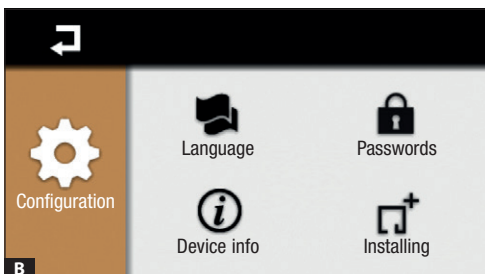 Configuration
Language
Passwords
Device info
Installing
B